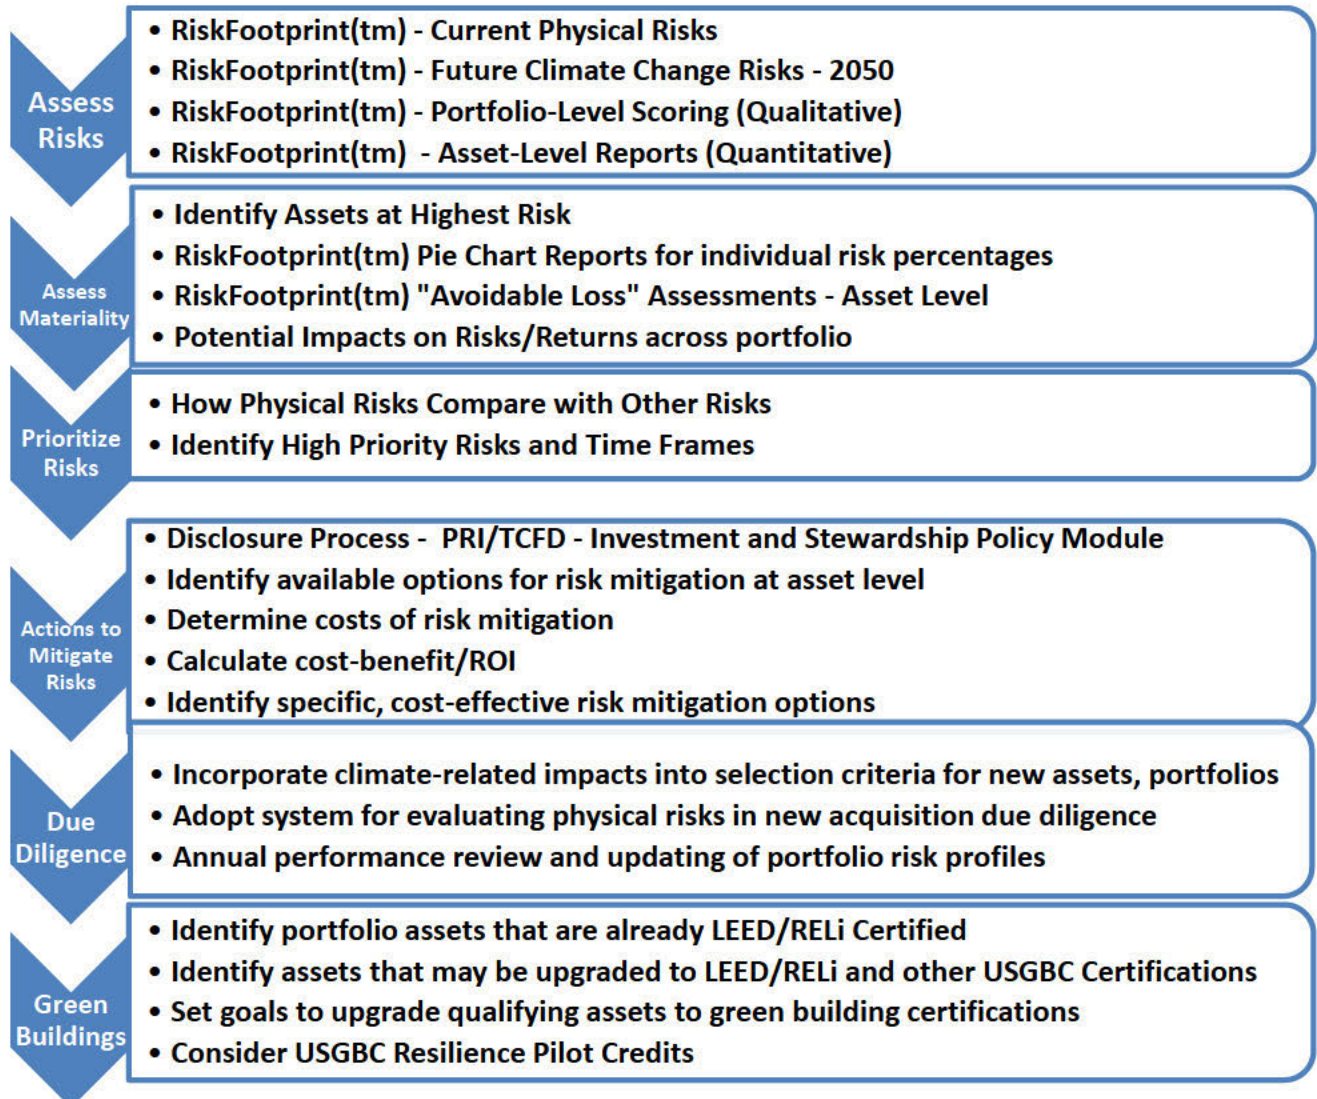 Assess
Risks
• RiskFootprint(tm) - Current Physical Risks
• RiskFootprint(tm) - Future Climate Change Risks - 2050
• RiskFootprint(tm) - Portfolio-Level Scoring (Qualitative)
• RiskFootprint(tm)  - Asset-Level Reports (Quantitative)
Assess
Materiality
• Identify Assets at Highest Risk
• RiskFootprint(tm) Pie Chart Reports for individual risk percentages
• RiskFootprint(tm) "Avoidable Loss" Assessments - Asset Level
• Potential Impacts on Risks/Returns across portfolio
Prioritize
Risks
• How Physical Risks Compare with Other Risks
• Identify High Priority Risks and Time Frames
Actions to
Mitigate
Risks
• Disclosure Process -  PRI/TCFD - Investment and Stewardship Policy Module
• Identify available options for risk mitigation at asset level
• Determine costs of risk mitigation
• Calculate cost-benefit/ROI
• Identify specific, cost-effective risk mitigation options
Due
Diligence
• Incorporate climate-related impacts into selection criteria for new assets, portfolios
• Adopt system for evaluating physical risks in new acquisition due diligence
• Annual performance review and updating of portfolio risk profiles
Green
Buildings
• Identify portfolio assets that are already LEED/RELi Certified
• Identify assets that may be upgraded to LEED/RELi and other USGBC Certifications
• Set goals to upgrade qualifying assets to green building certifications
• Consider USGBC Resilience Pilot Credits